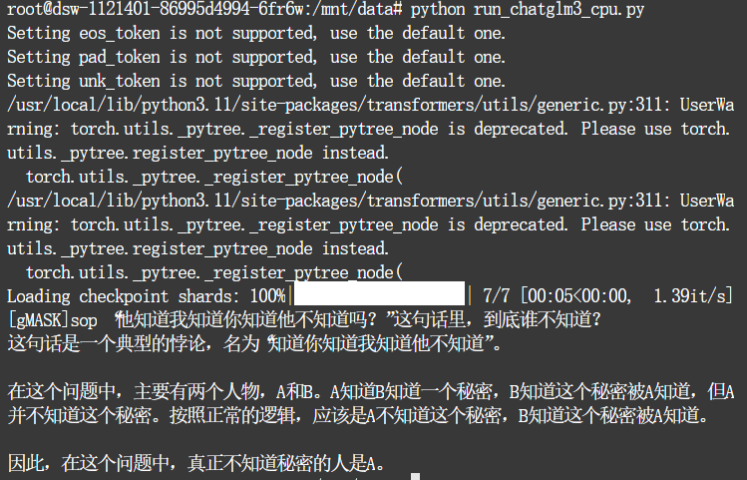 root@dsw-1121401-86995d4994-6fr6w:/mnt/data# python run_chatglm3_cpu.py
Setting eos_token is not supported, use the default one.
Setting pad_token is not supported, use the default one.
Setting unk_token is not supported, use the default one.
/usr/local/lib/python3.11/site-packages/transformers/utils/generic.py:311: UserWa
rning: torch.utils._pytree._register_pytree_node is deprecated. Please use torch.
utils._pytree.register_pytree_node instead.
  torch.utils._pytree._register_pytree_node(
/usr/local/lib/python3.11/site-packages/transformers/utils/generic.py:311: UserWa
rning: torch.utils._pytree._register_pytree_node is deprecated. Please use torch.
utils._pytree.register_pytree_node instead.
  torch.utils._pytree._register_pytree_node(
Loading checkpoint shards: 100%|██████████| 7/7 [00:05<00:00,  1.39it/s]
[gMASK]sop “他知道我知道你知道他不知道吗？”这句话里，到底谁不知道？
这句话是一个典型的悖论，名为“知道你知道我知道他不知道”。
在这个问题中，主要有两个人物，A和B。A知道B知道一个秘密，B知道这个秘密被A知道，但A
并不知道这个秘密。按照正常的逻辑，应该是A不知道这个秘密，B知道这个秘密被A知道。
因此，在这个问题中，真正不知道秘密的人是A。